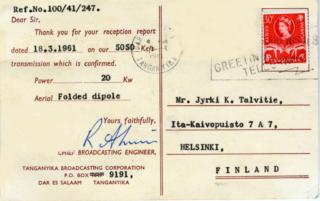 Ref.No.100/41/247.
Dear Sir,
Thank you for your reception report
dated 18.3.1961 on our 5050 Kc/s
transmission which is confirmed.
Power 20 Kw
Aerial Folded dipole
Yours faithfully,
CHIEF BROADCASTING ENGINEER,
TANGANYIKA BROADCASTING CORPORATION
P.O. BOX 9191,
DAR ES SALAAM TANGANYIKA
TANGANYIKA
30
Mr. Jyrki K. Talvitie,
Ita-Kaivopuisto 7 A 7,
HELSINKI,
FINLAND